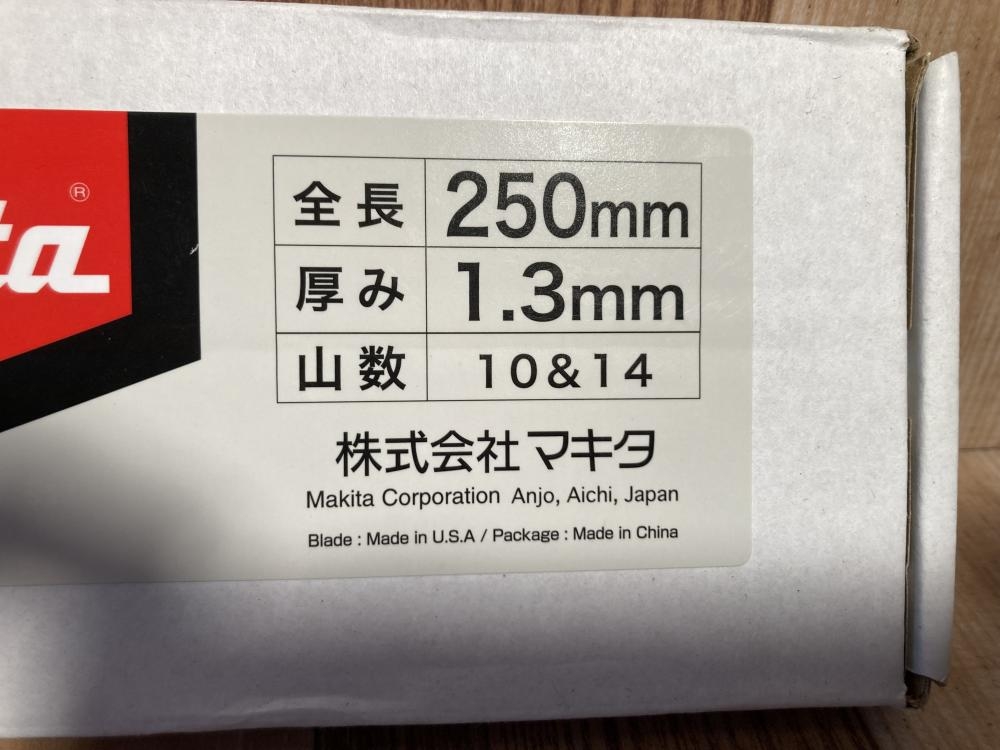 ta®
全長 250mm
厚み 1.3mm
山数 10&14
株式会社マキタ
Makita Corporation Anjo, Aichi, Japan
Blade : Made in U.S.A / Package : Made in China